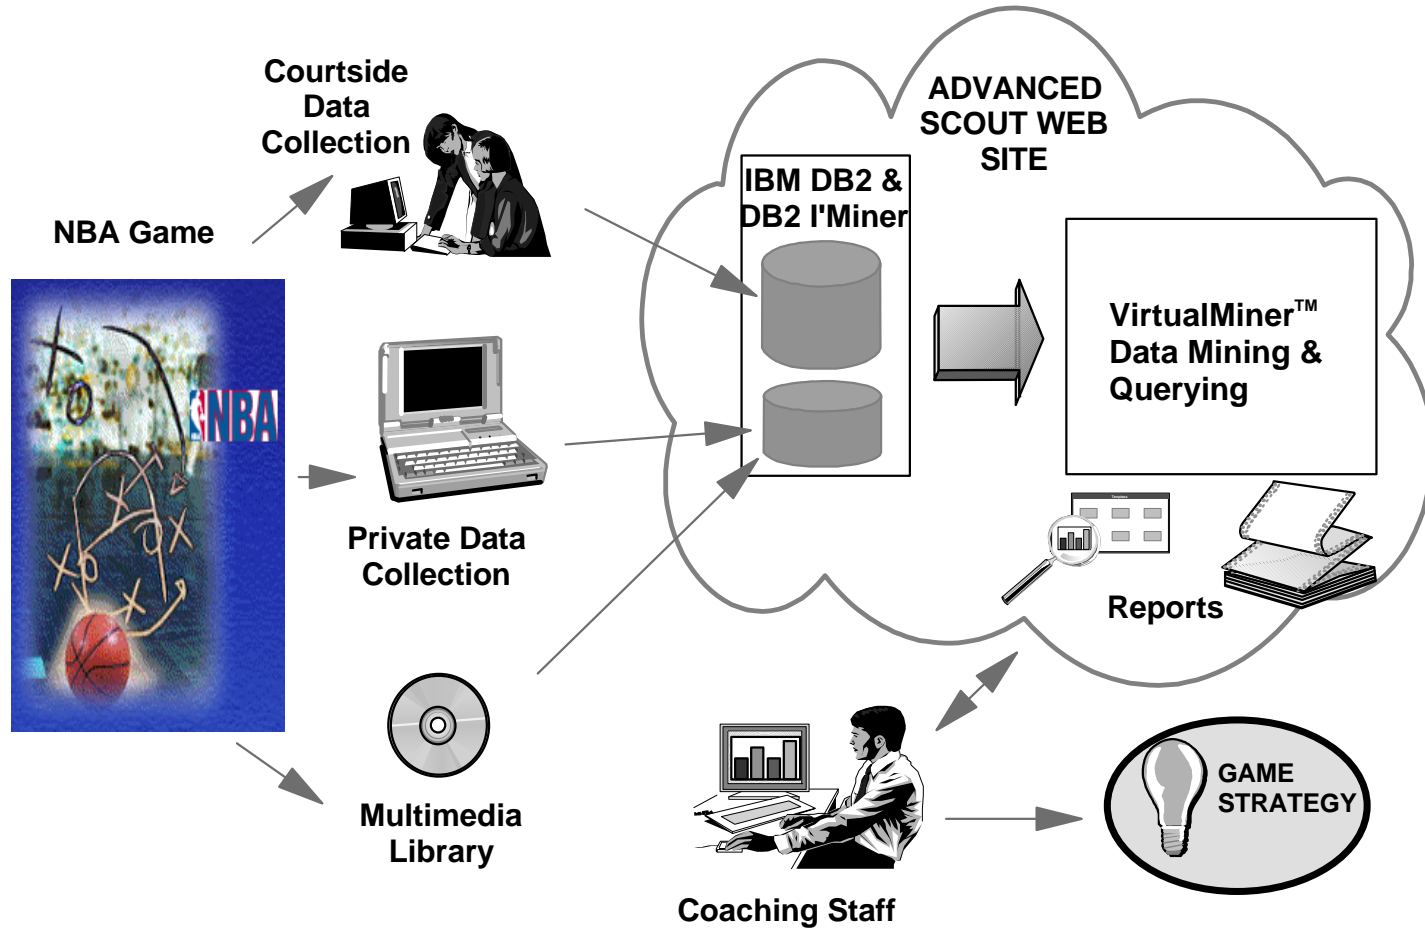 Courtside
Data
Collection
NBA Game
NBA
Private Data
Collection
Multimedia
Library
ADVANCED
SCOUT WEB
SITE
IBM DB2 &
DB2 I'Miner
VirtualMiner™
Data Mining &
Querying
Templates
Reports
Coaching Staff
GAME
STRATEGY